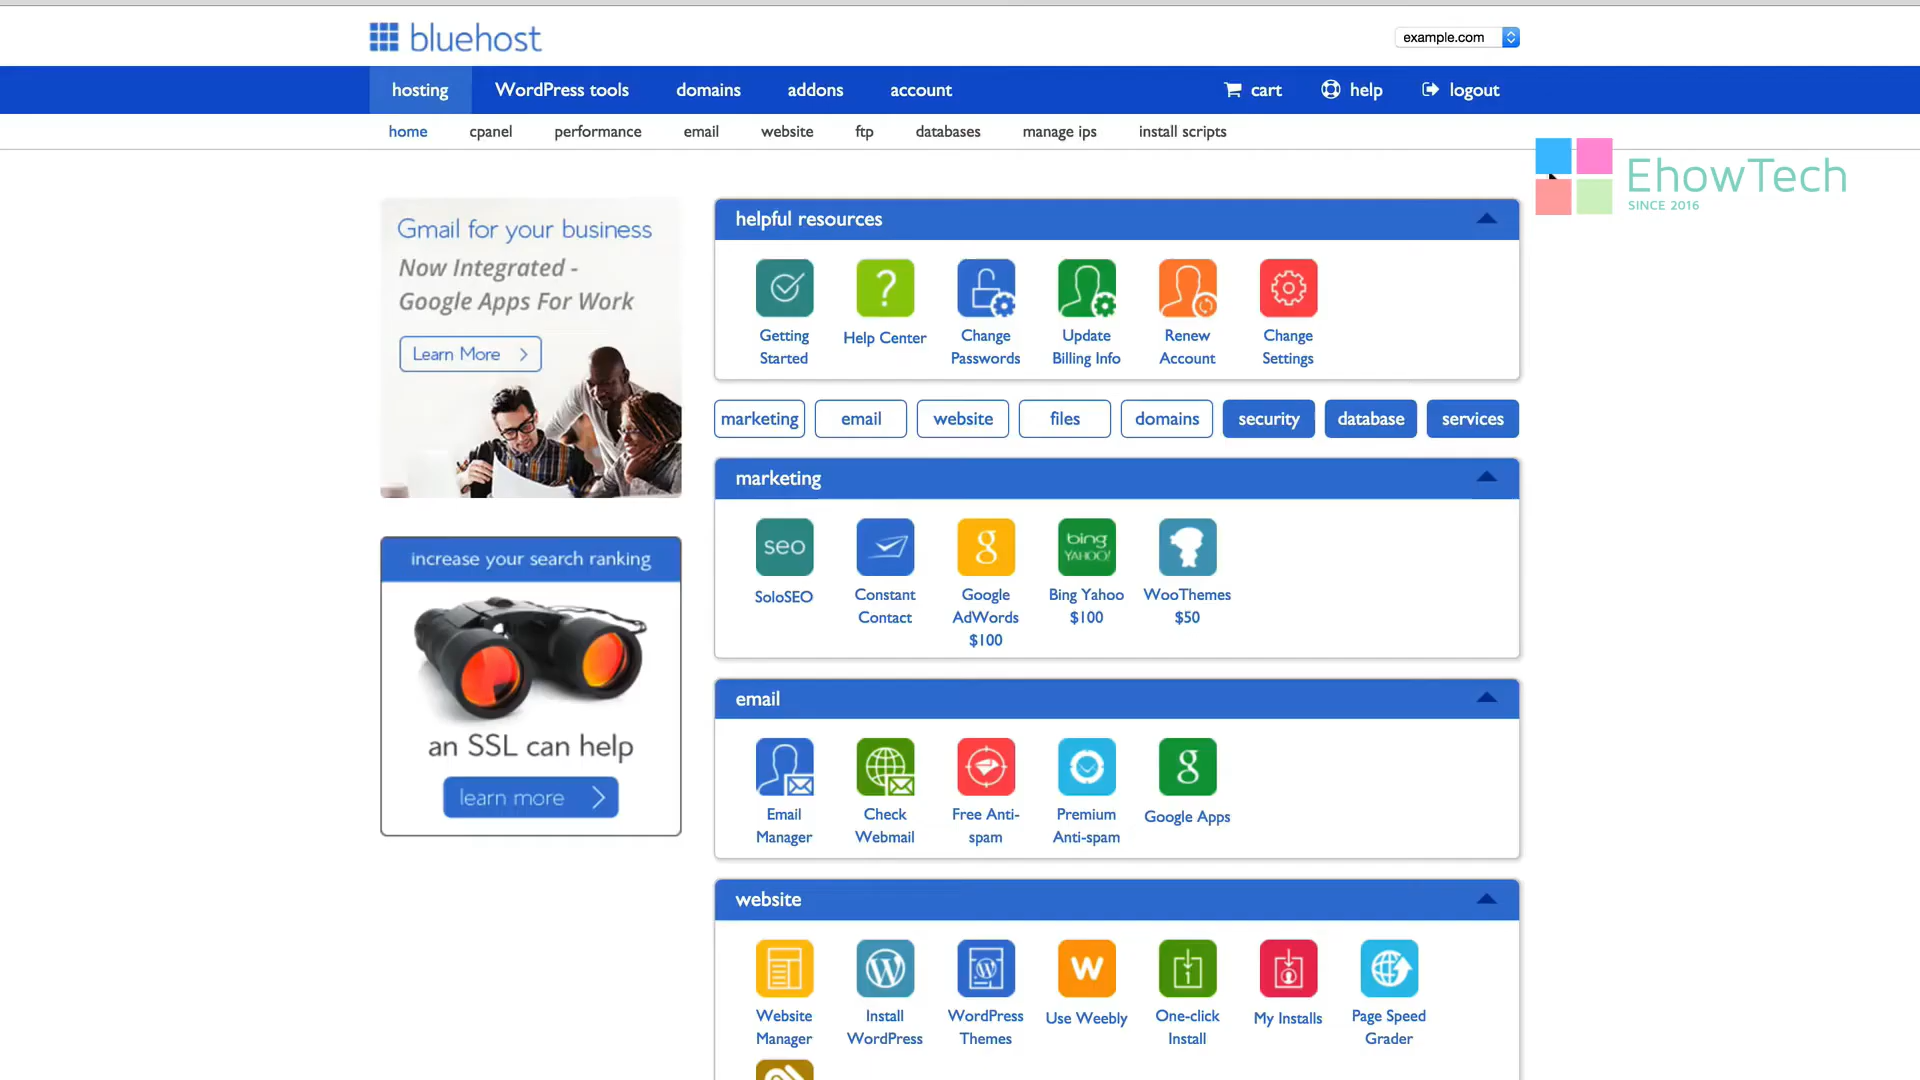 bluehost
example.com
hosting WordPress tools domains addons account cart help logout
home cpanel performance email website ftp databases manage ips install scripts
EhowTech
SINCE 2016
Gmail for your business
Now Integrated -
Google Apps For Work
Learn More
increase your search ranking
an SSL can help
learn more
helpful resources
Getting Started
Help Center
Change Passwords
Update Billing Info
Renew Account
Change Settings
marketing email website files domains security database services
marketing
seo
SoloSEO
Constant Contact
g
Google AdWords $100
bing
YAHOO!
Bing Yahoo $100
WooThemes $50
email
Email Manager
Check Webmail
Free Anti-spam
Premium Anti-spam
g
Google Apps
website
Website Manager
Install WordPress
WordPress Themes
Use Weebly
One-click Install
My Installs
Page Speed Grader